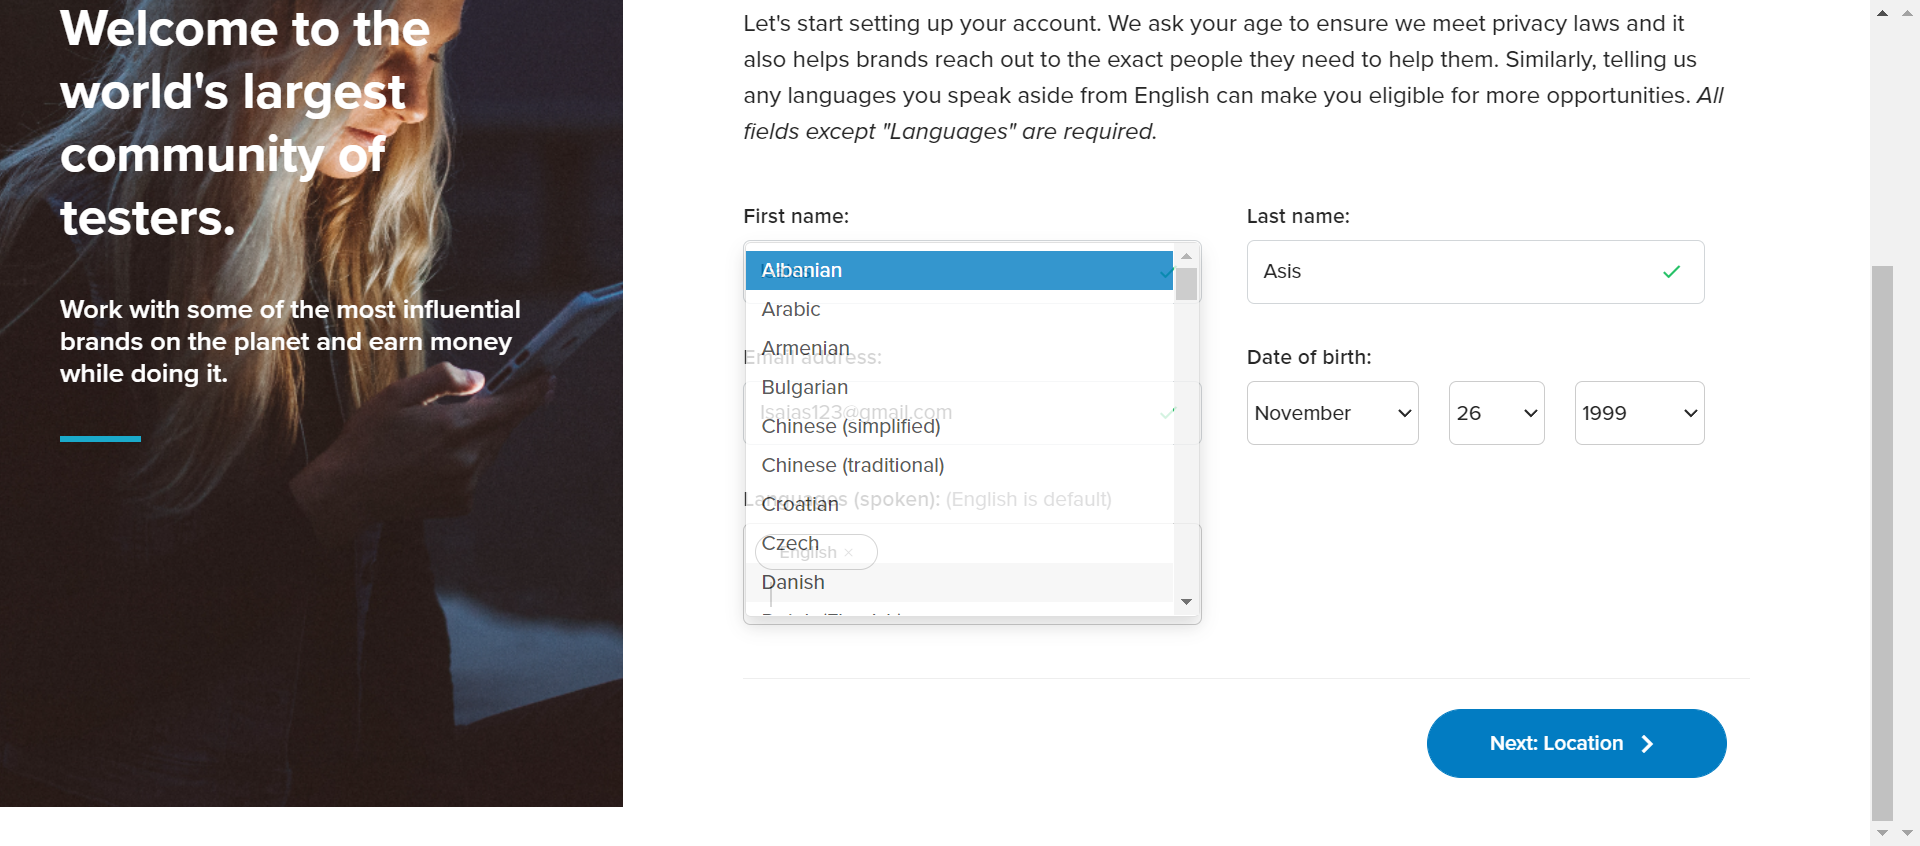 Welcome to the
world's largest
community of
testers.
Work with some of the most influential
brands on the planet and earn money
while doing it.
Let's start setting up your account. We ask your age to ensure we meet privacy laws and it
also helps brands reach out to the exact people they need to help them. Similarly, telling us
any languages you speak aside from English can make you eligible for more opportunities. All
fields except "Languages" are required.
First name:
Last name:
Albanian
Asis
Arabic
Armenian
Email address:
Date of birth:
Bulgarian
Isaias123@gmail.com
November
26
1999
Chinese (simplified)
Chinese (traditional)
Languages (spoken): (English is default)
Croatian
Czech
English ×
Danish
Next: Location